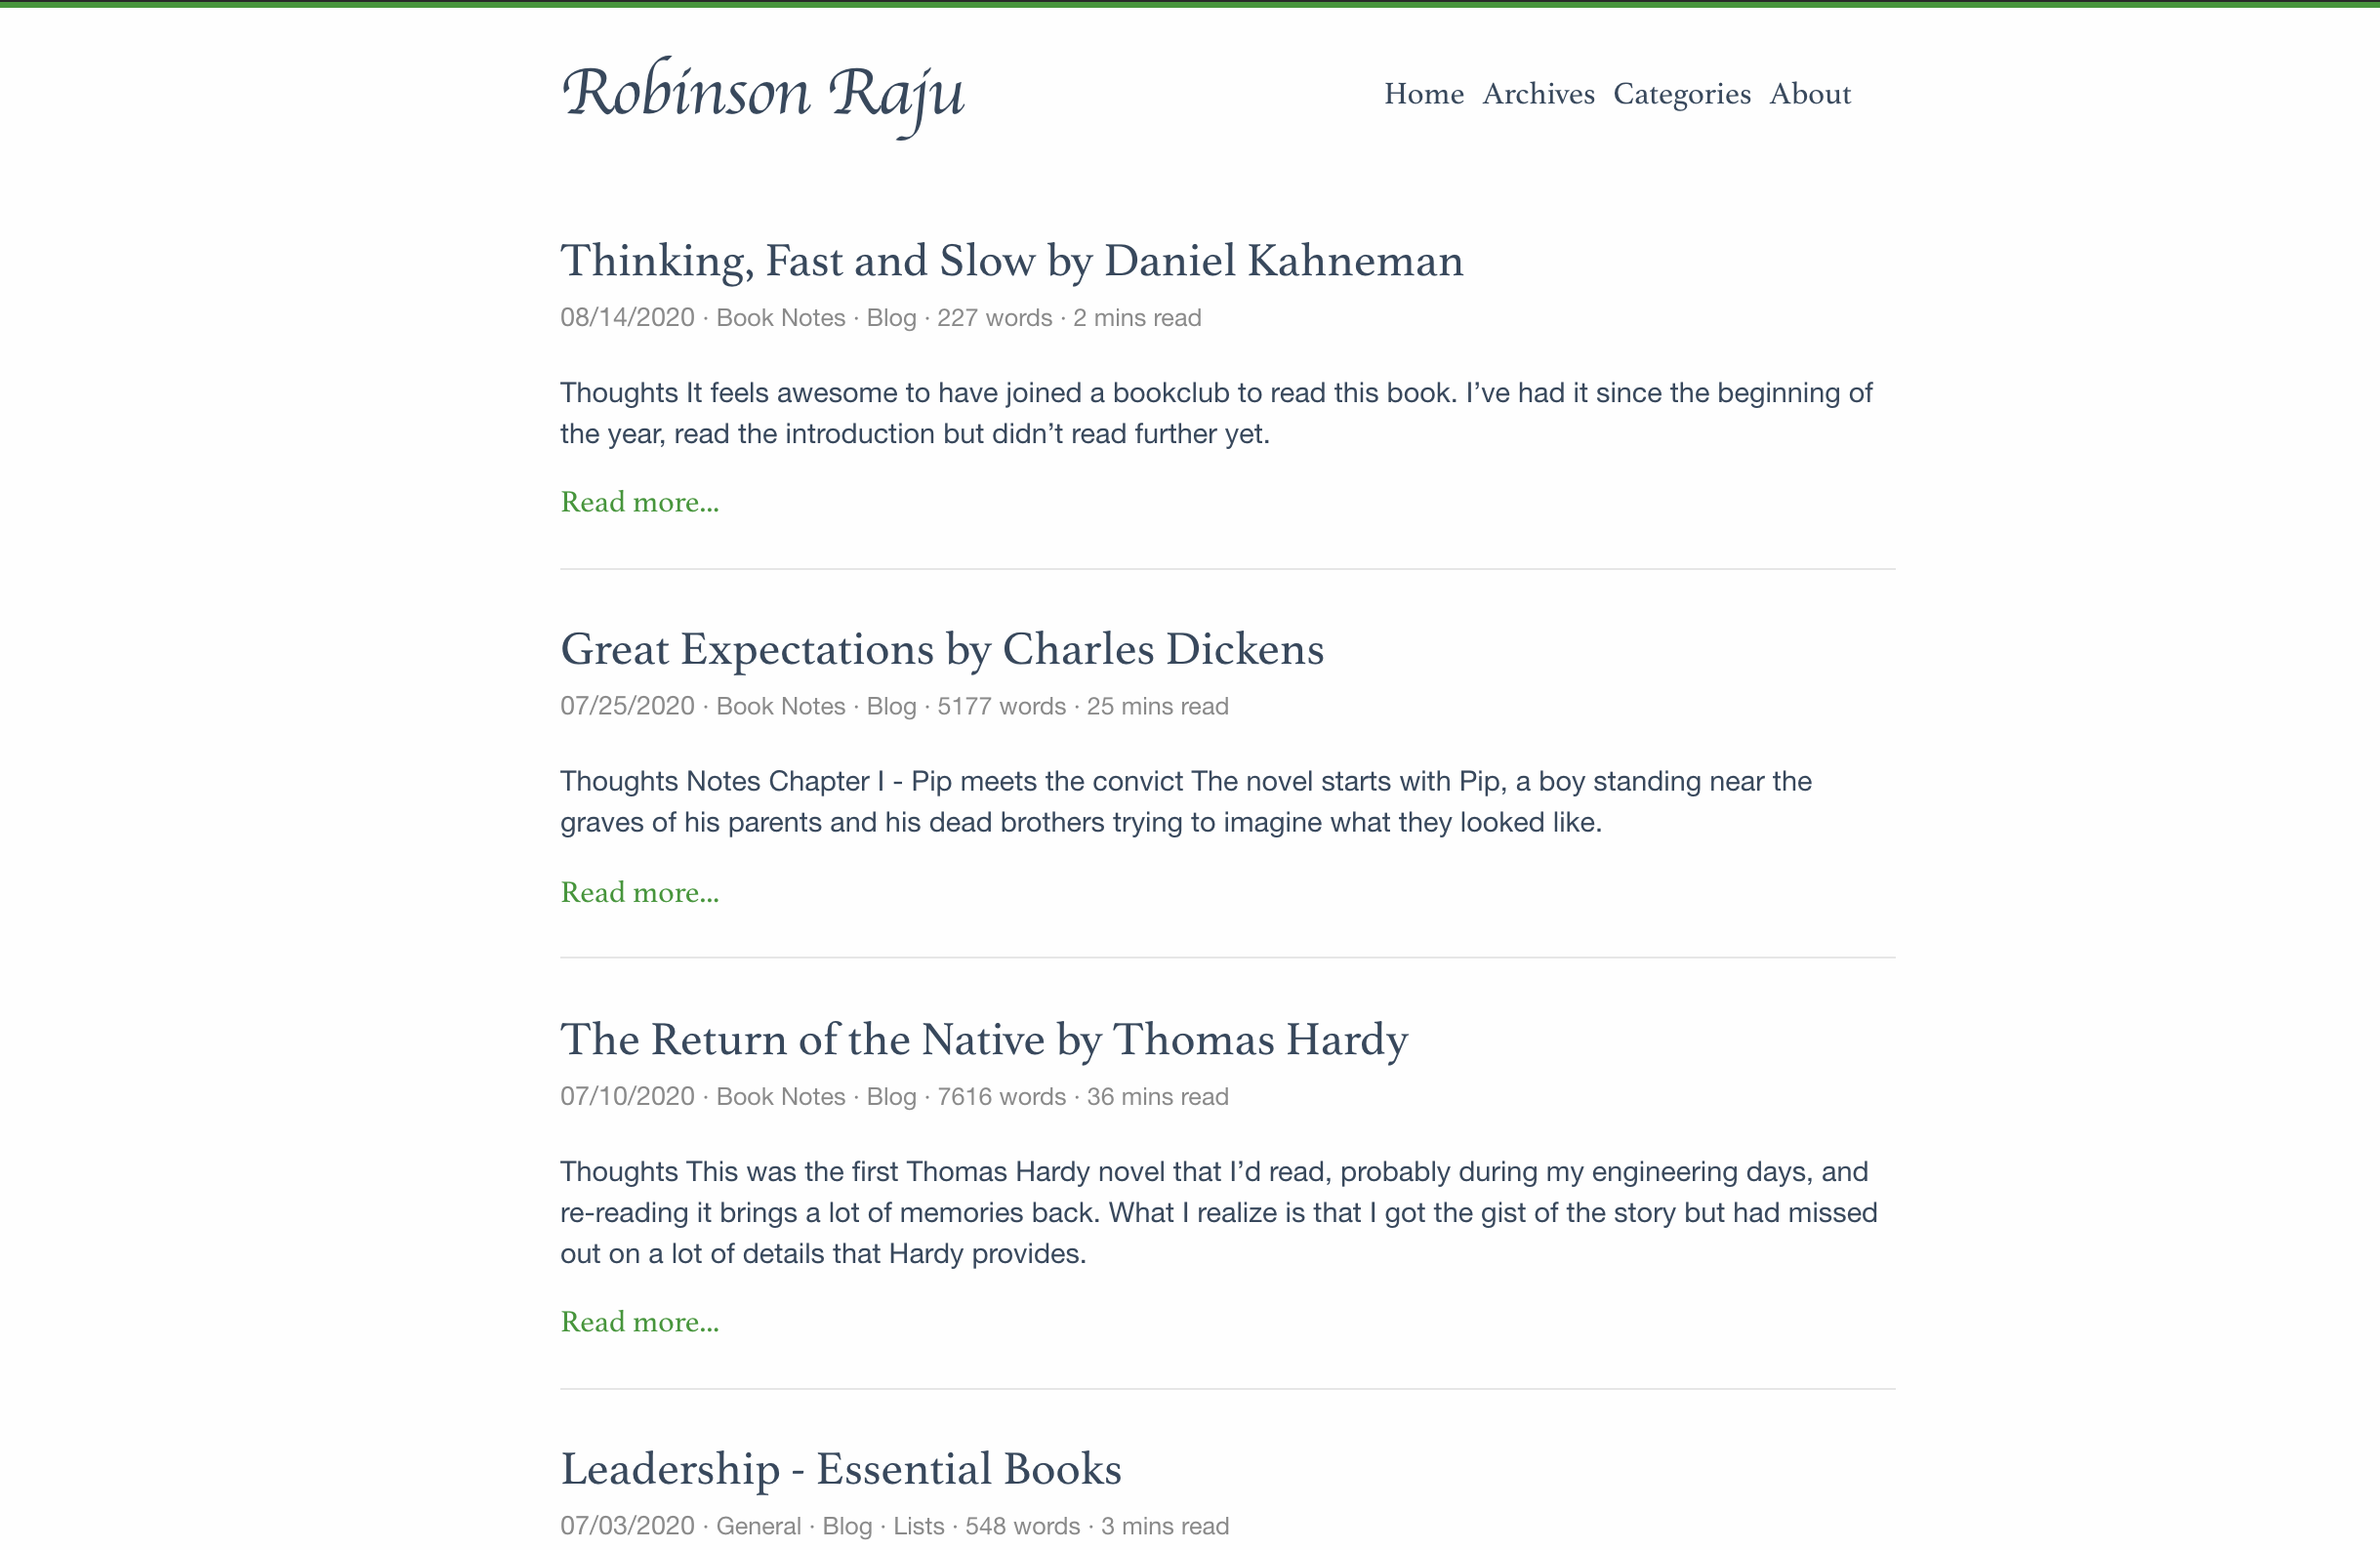 Robinson Raju
Home Archives Categories About
Thinking, Fast and Slow by Daniel Kahneman
08/14/2020 · Book Notes · Blog · 227 words · 2 mins read
Thoughts It feels awesome to have joined a bookclub to read this book. I’ve had it since the beginning of
the year, read the introduction but didn’t read further yet.
Read more...
Great Expectations by Charles Dickens
07/25/2020 · Book Notes · Blog · 5177 words · 25 mins read
Thoughts Notes Chapter I - Pip meets the convict The novel starts with Pip, a boy standing near the
graves of his parents and his dead brothers trying to imagine what they looked like.
Read more...
The Return of the Native by Thomas Hardy
07/10/2020 · Book Notes · Blog · 7616 words · 36 mins read
Thoughts This was the first Thomas Hardy novel that I’d read, probably during my engineering days, and
re-reading it brings a lot of memories back. What I realize is that I got the gist of the story but had missed
out on a lot of details that Hardy provides.
Read more...
Leadership - Essential Books
07/03/2020 · General · Blog · Lists · 548 words · 3 mins read